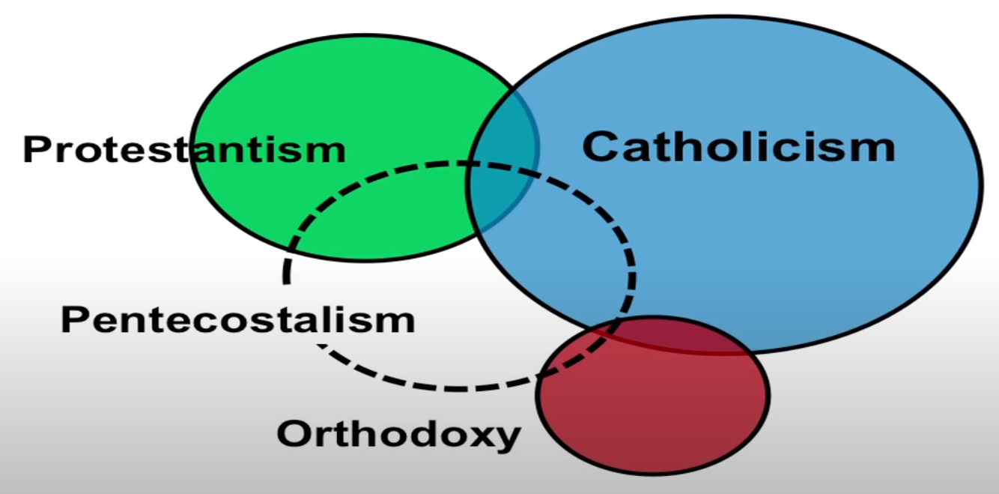 Protestantism
Catholicism
Pentecostalism
Orthodoxy